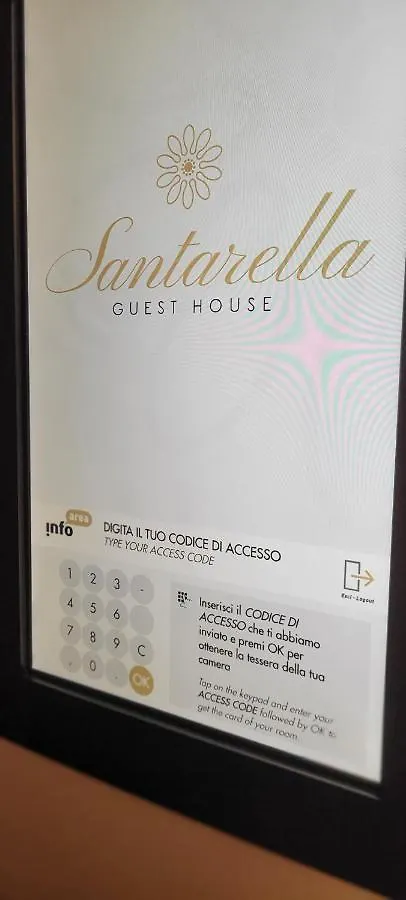 Santarella
GUEST HOUSE
info area
DIGITA IL TUO CODICE DI ACCESSO
TYPE YOUR ACCESS CODE
Esci - Logout
1 2 3 -
4 5 6
7 8 9 C
, 0 . OK
Inserisci il CODICE DI
ACCESSO che ti abbiamo
inviato e premi OK per
ottenere la tessera della tua
camera
Tap on the keypad and enter your
ACCESS CODE followed by OK to
get the card of your room